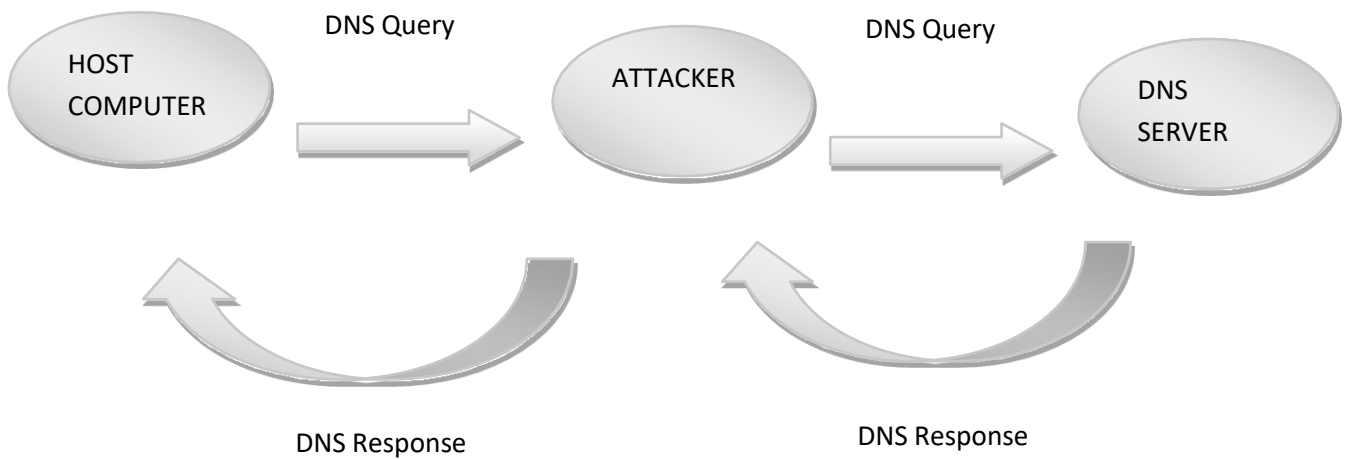 DNS Query
DNS Query
HOST
COMPUTER
ATTACKER
DNS
SERVER
DNS Response
DNS Response